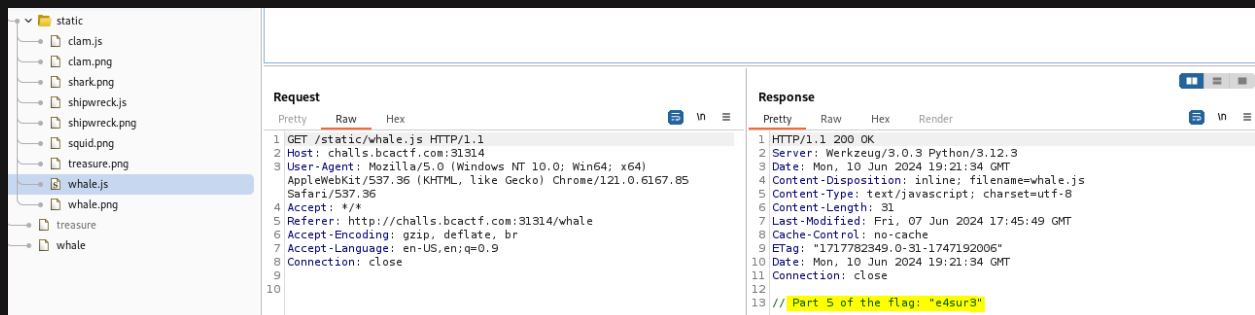 static
clam.js
clam.png
shark.png
shipwreck.js
shipwreck.png
squid.png
treasure.png
whale.js
whale.png
treasure
whale
Request
Pretty Raw Hex
\n
1 GET /static/whale.js HTTP/1.1
2 Host: challs.bcactf.com:31314
3 User-Agent: Mozilla/5.0 (Windows NT 10.0; Win64; x64)
AppleWebKit/537.36 (KHTML, like Gecko) Chrome/121.0.6167.85
Safari/537.36
4 Accept: */*
5 Referer: http://challs.bcactf.com:31314/whale
6 Accept-Encoding: gzip, deflate, br
7 Accept-Language: en-US,en;q=0.9
8 Connection: close
9
10
Response
Pretty Raw Hex Render
\n
1 HTTP/1.1 200 OK
2 Server: Werkzeug/3.0.3 Python/3.12.3
3 Date: Mon, 10 Jun 2024 19:21:34 GMT
4 Content-Disposition: inline; filename=whale.js
5 Content-Type: text/javascript; charset=utf-8
6 Content-Length: 31
7 Last-Modified: Fri, 07 Jun 2024 17:45:49 GMT
8 Cache-Control: no-cache
9 ETag: "1717782349.0-31-1747192006"
10 Date: Mon, 10 Jun 2024 19:21:34 GMT
11 Connection: close
12
13 // Part 5 of the flag: "e4sur3"